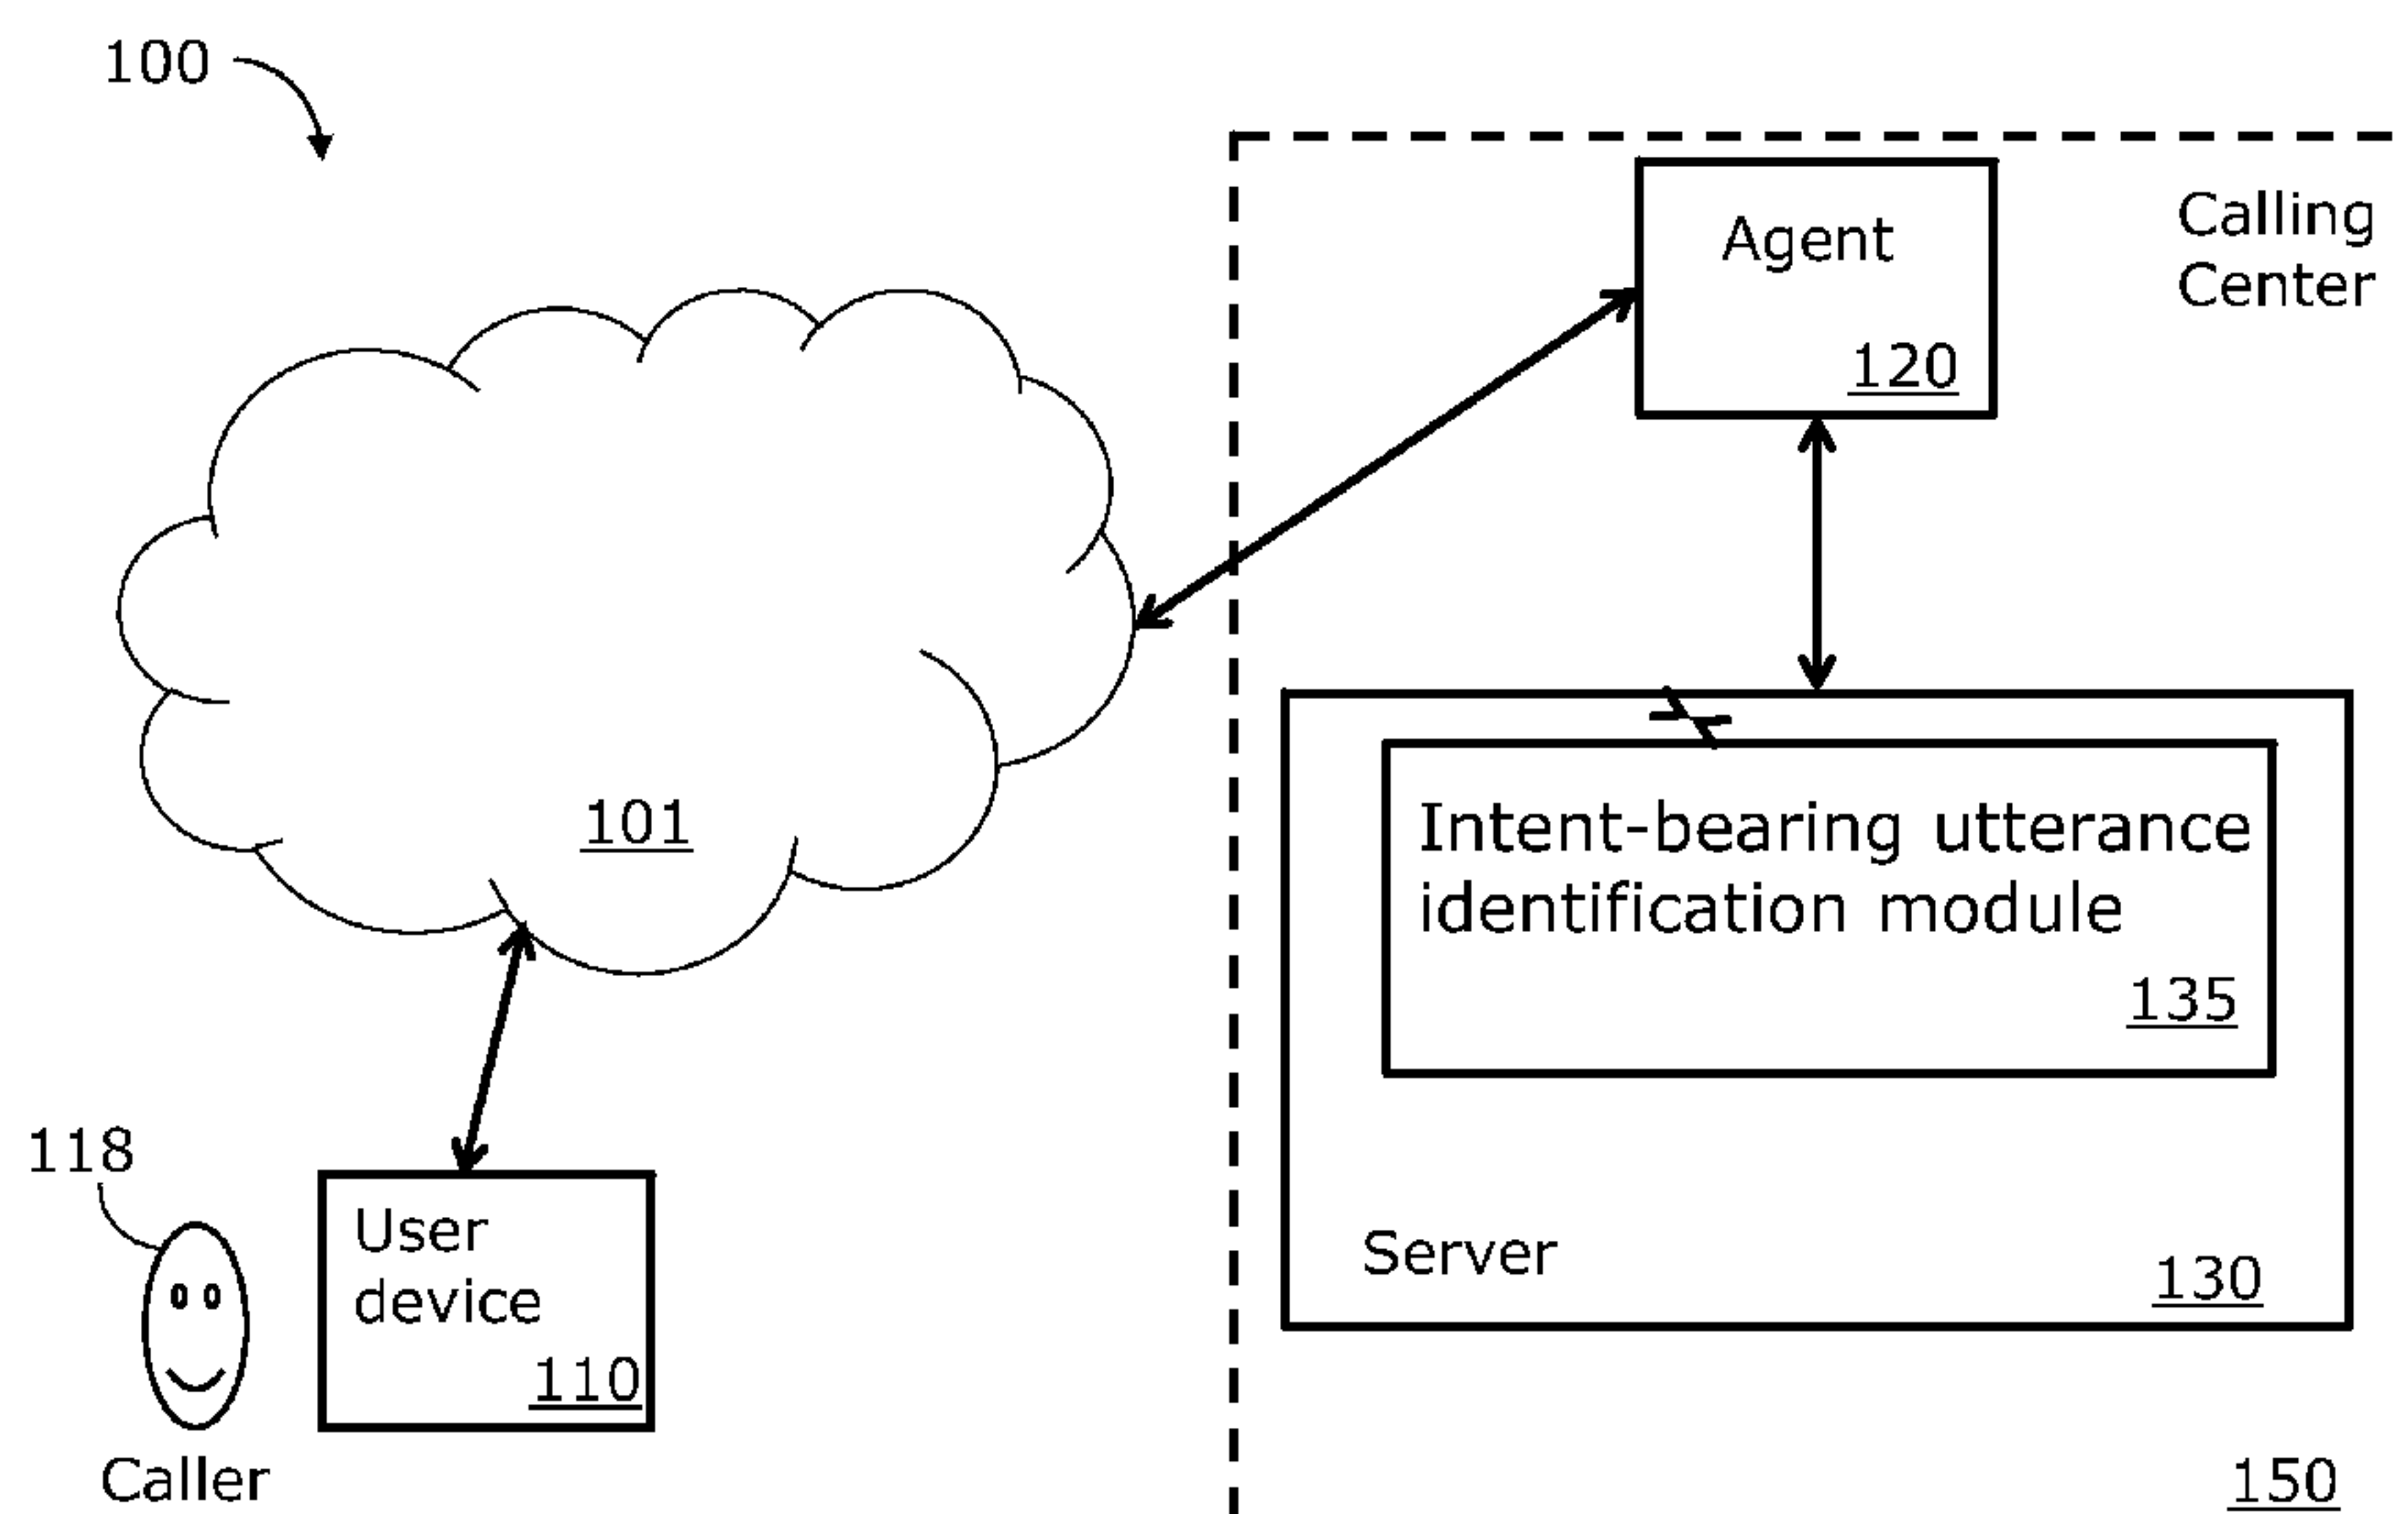 100
Calling
Center
Agent
120
101
Intent-bearing utterance
identification module
135
118
User
device
110
Server
130
Caller
150